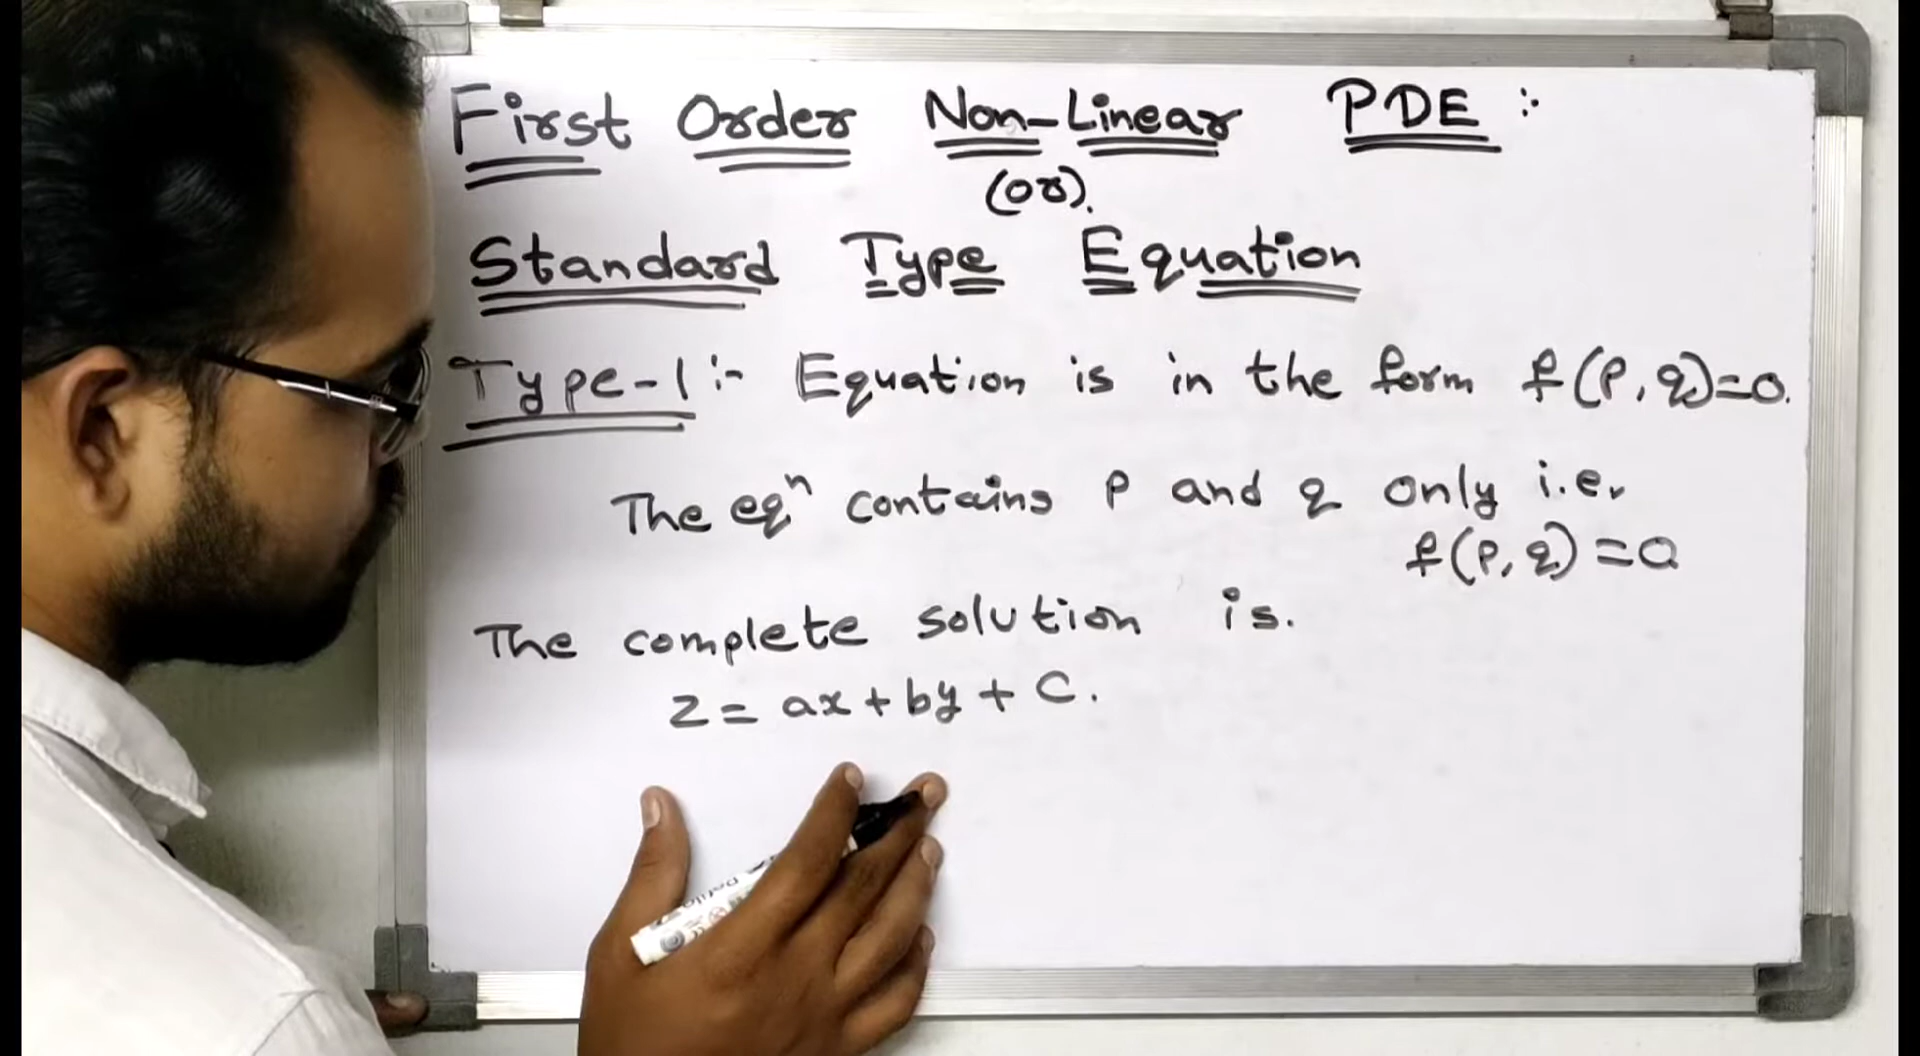 First Order Non-Linear PDE :-
(or).
Standard Type Equation
Type-1 :- Equation is in the form f(p,q)=0.
The eqⁿ contains p and q only i.e.
f(p,q)=0
The complete solution is.
z= ax+by+c.